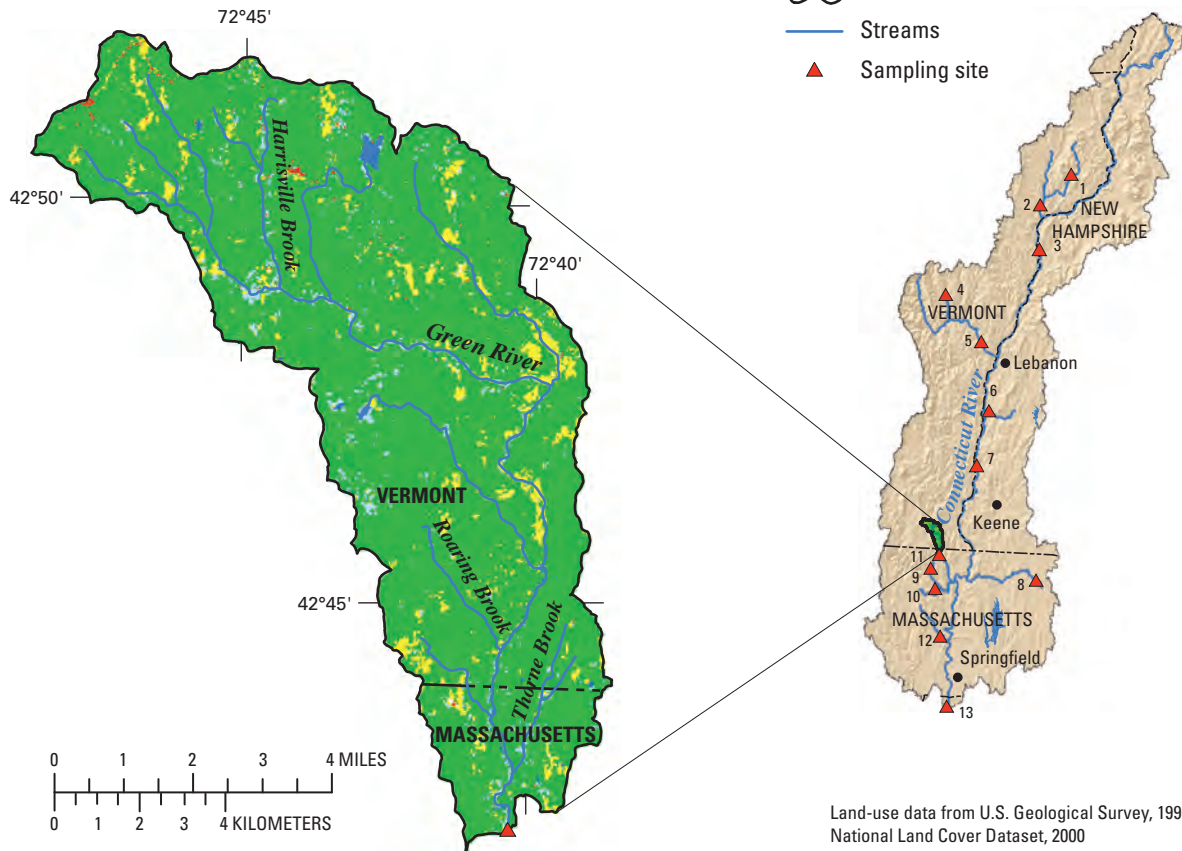 72°45'
42°50'
Harrisville Brook
72°40'
Green River
VERMONT
Roaring Brook
42°45'
Thorne Brook
MASSACHUSETTS
0 1 2 3 4 MILES
0 1 2 3 4 KILOMETERS
Streams
Sampling site
1
2
NEW
HAMPSHIRE
3
4
VERMONT
5
Lebanon
6
Connecticut River
7
Keene
11
9
8
10
MASSACHUSETTS
12
Springfield
13
Land-use data from U.S. Geological Survey, 199
National Land Cover Dataset, 2000